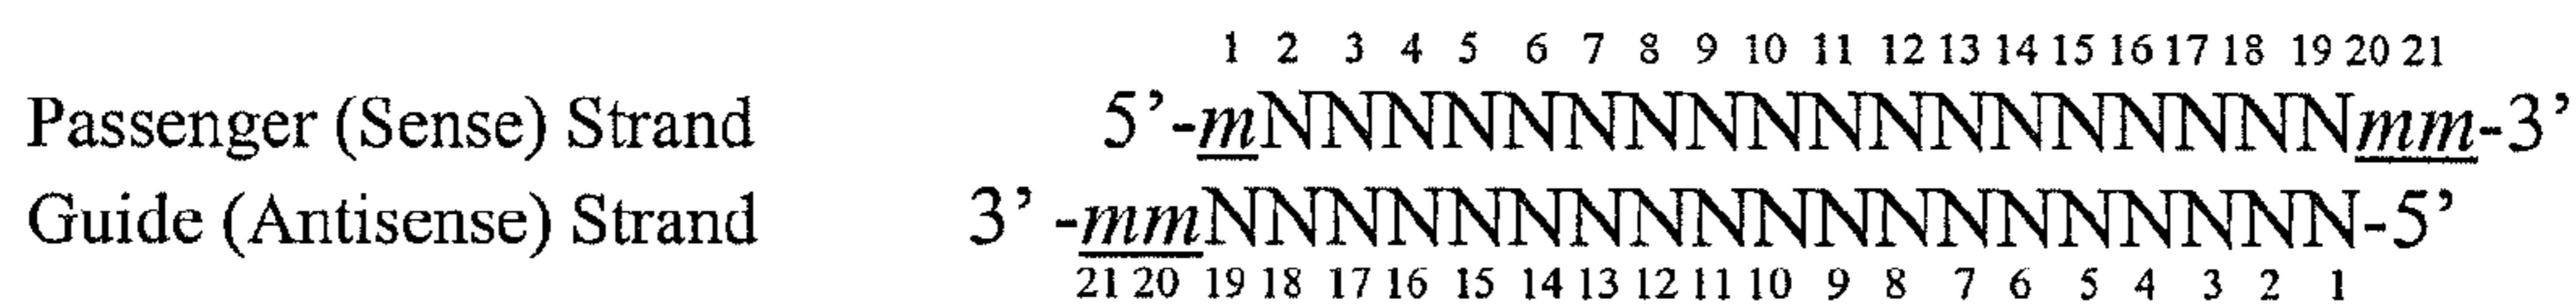 1 2 3 4 5 6 7 8 9 10 11 12 13 14 15 16 17 18 19 20 21
Passenger (Sense) Strand 5’-mNNNNNNNNNNNNNNNNNNmm-3’
Guide (Antisense) Strand 3’ -mmNNNNNNNNNNNNNNNNNNN-5’
21 20 19 18 17 16 15 14 13 12 11 10 9 8 7 6 5 4 3 2 1